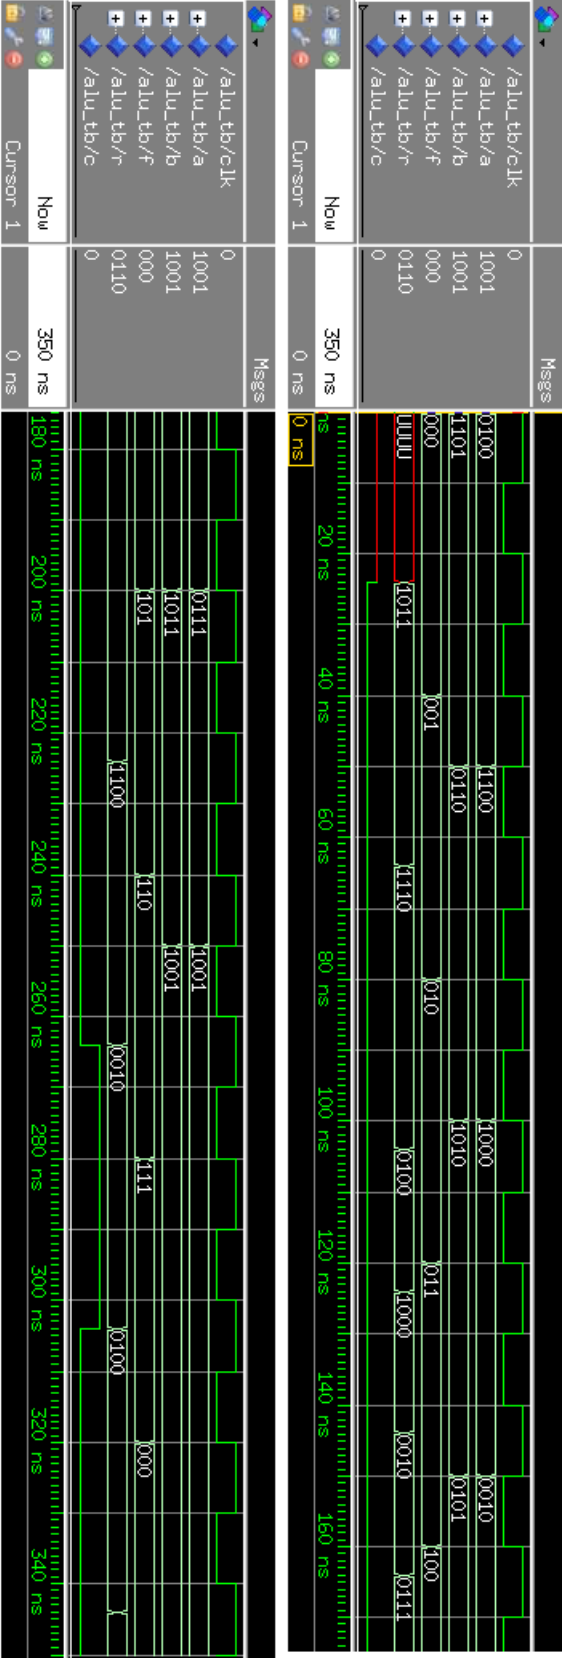 Msgs
/alu_tb/clk 0
/alu_tb/a 1001 0100 1100 1000 0010
/alu_tb/b 1001 1101 0110 1010 0101
/alu_tb/f 000 000 001 010 011 100
/alu_tb/r 0110 UUUU 1011 1110 0100 1000 0010 0111
/alu_tb/c 0
Now 350 ns ns 20 ns 40 ns 60 ns 80 ns 100 ns 120 ns 140 ns 160 ns
Cursor 1 0 ns 0 ns
Msgs
/alu_tb/clk 0
/alu_tb/a 1001 0111 1001
/alu_tb/b 1001 1011 1001
/alu_tb/f 000 101 110 111 000
/alu_tb/r 0110 1100 0010 0100
/alu_tb/c 0
Now 350 ns 180 ns 200 ns 220 ns 240 ns 260 ns 280 ns 300 ns 320 ns 340 ns
Cursor 1 0 ns